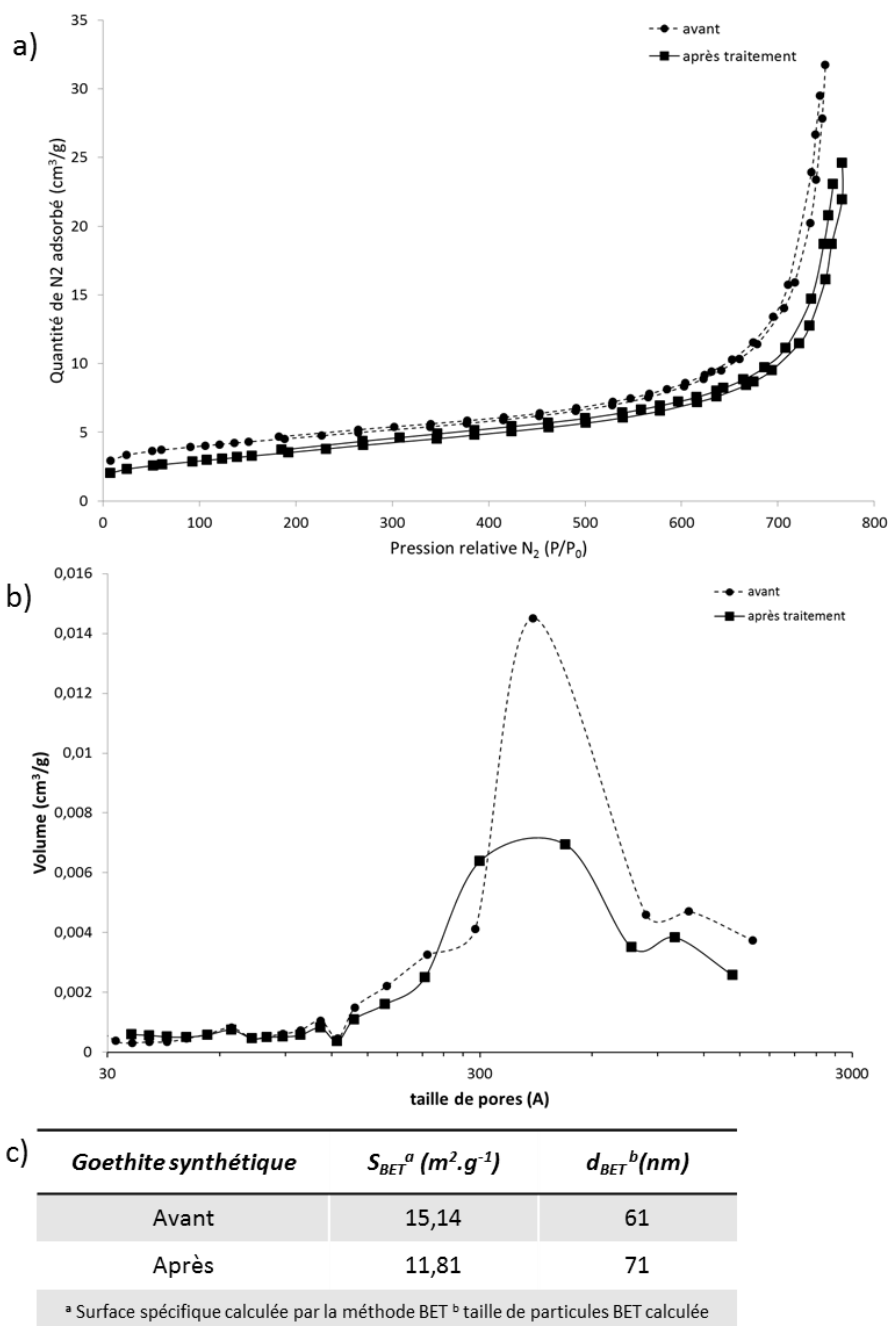 a)
avant
après traitement
Quantité de N2 adsorbé (cm³/g)
35
30
25
20
15
10
5
0
0 100 200 300 400 500 600 700 800
Pression relative N₂ (P/P₀)
b)
avant
après traitement
Volume (cm³/g)
0,016
0,014
0,012
0,01
0,008
0,006
0,004
0,002
0
30 300 3000
taille de pores (A)
c)
Goethite synthétique S_BET^a (m².g⁻¹) d_BET^b(nm)
Avant 15,14 61
Après 11,81 71
ᵃ Surface spécifique calculée par la méthode BET ᵇ taille de particules BET calculée